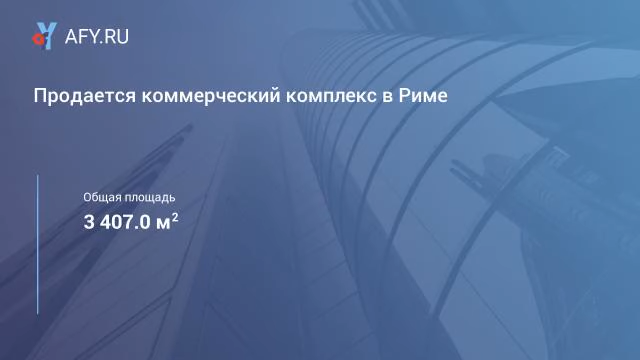 AFY.RU
Продается коммерческий комплекс в Риме
Общая площадь
3 407.0 м²